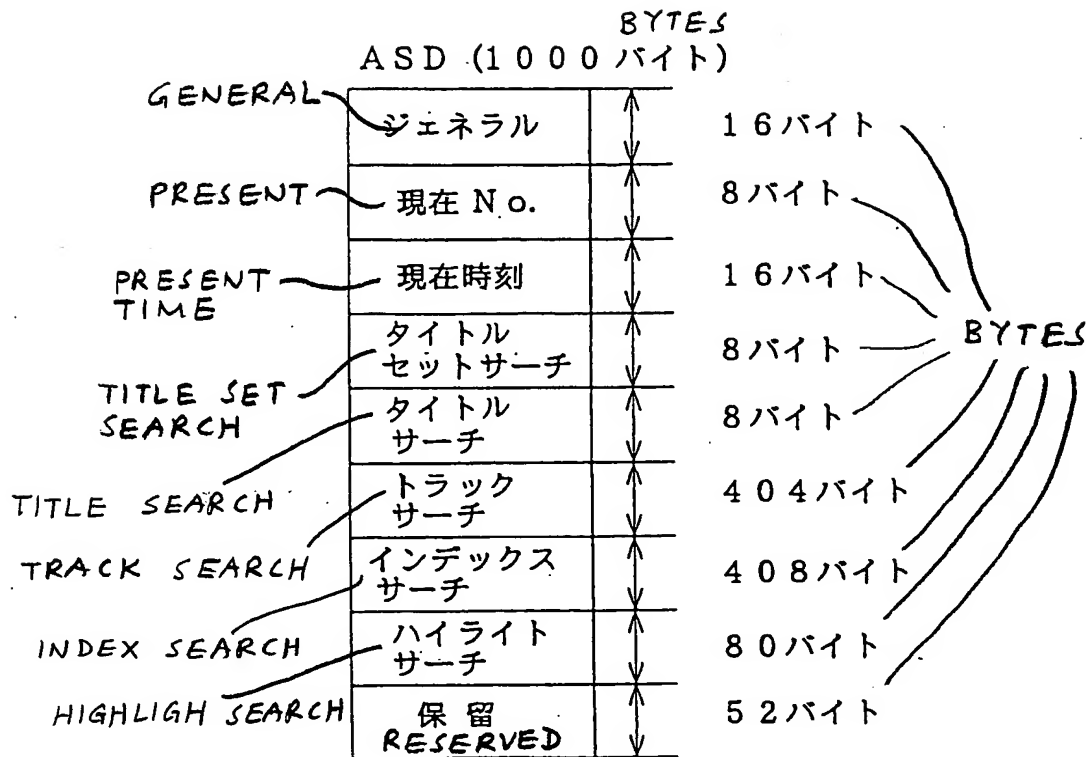 BYTES
ASD (1000 バイト)
GENERAL ジェネラル 16バイト
PRESENT 現在 No. 8バイト
PRESENT TIME 現在時刻 16バイト
BYTES
TITLE SET SEARCH タイトル セットサーチ 8バイト
TITLE SEARCH タイトル サーチ 8バイト
TRACK SEARCH トラック サーチ 404バイト
INDEX SEARCH インデックス サーチ 408バイト
HIGHLIGH SEARCH ハイライト サーチ 80バイト
保留 52バイト
RESERVED